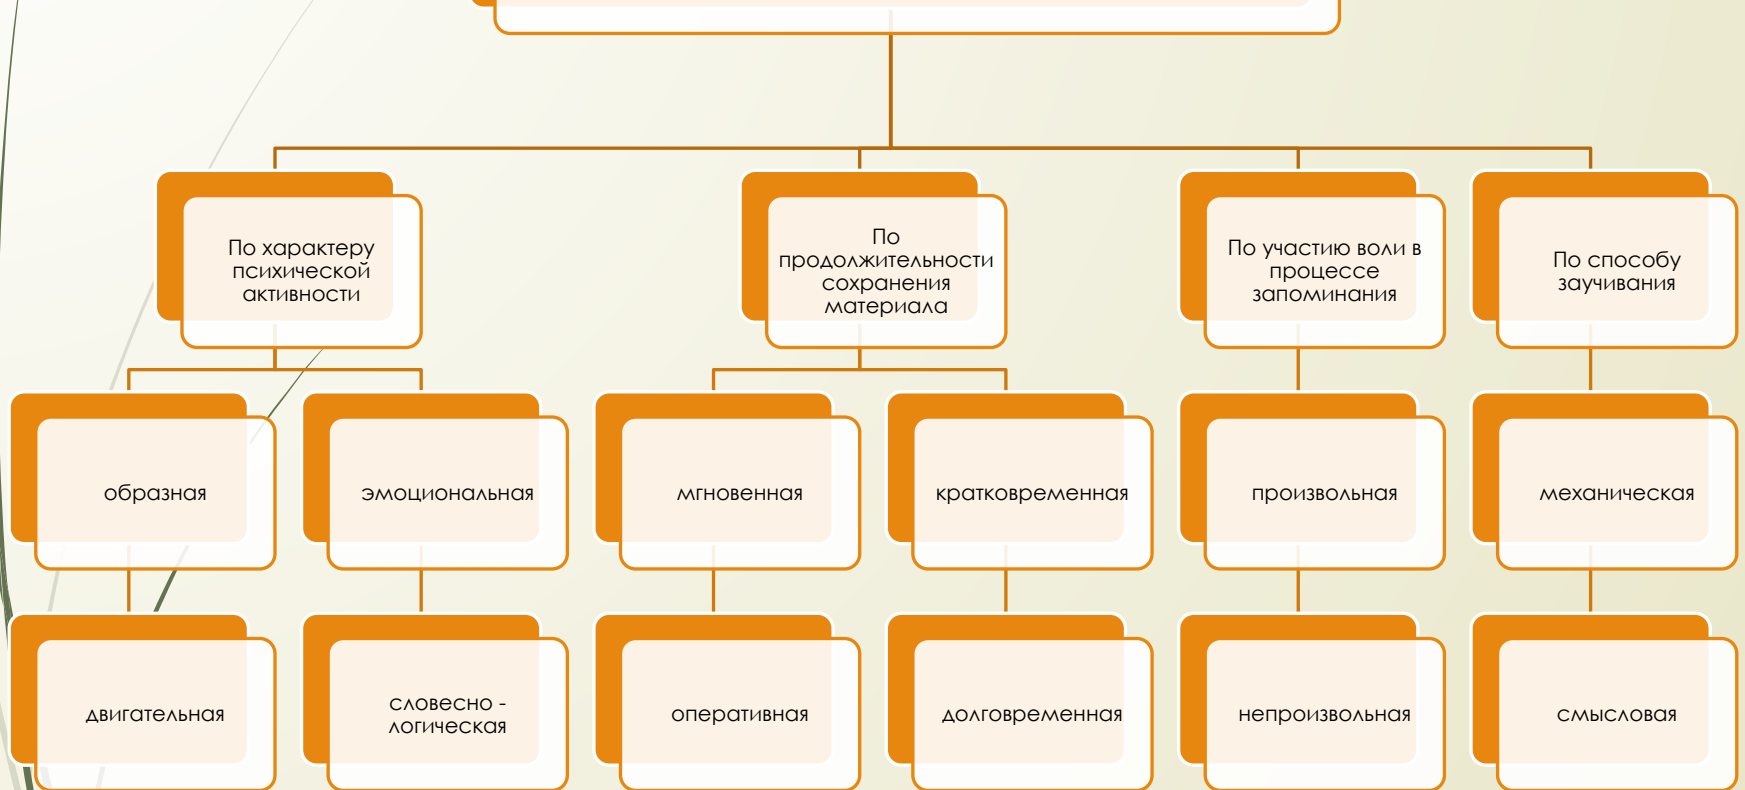 По характеру
психической
активности
По
продолжительности
сохранения
материала
По участию воли в
процессе
запоминания
По способу
заучивания
образная
эмоциональная
мгновенная
кратковременная
произвольная
механическая
двигательная
словесно -
логическая
оперативная
долговременная
непроизвольная
смысловая